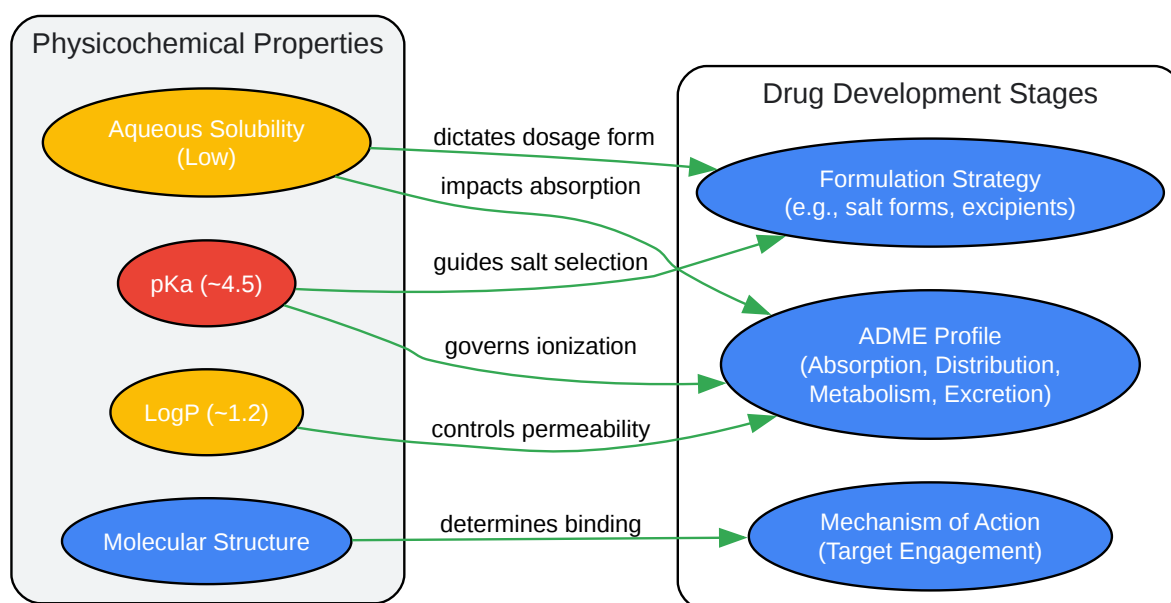 Physicochemical Properties
Aqueous Solubility
(Low)
pKa (~4.5)
LogP (~1.2)
Molecular Structure
dictates dosage form
impacts absorption
guides salt selection
governs ionization
controls permeability
determines binding
Drug Development Stages
Formulation Strategy
(e.g., salt forms, excipients)
ADME Profile
(Absorption, Distribution,
Metabolism, Excretion)
Mechanism of Action
(Target Engagement)